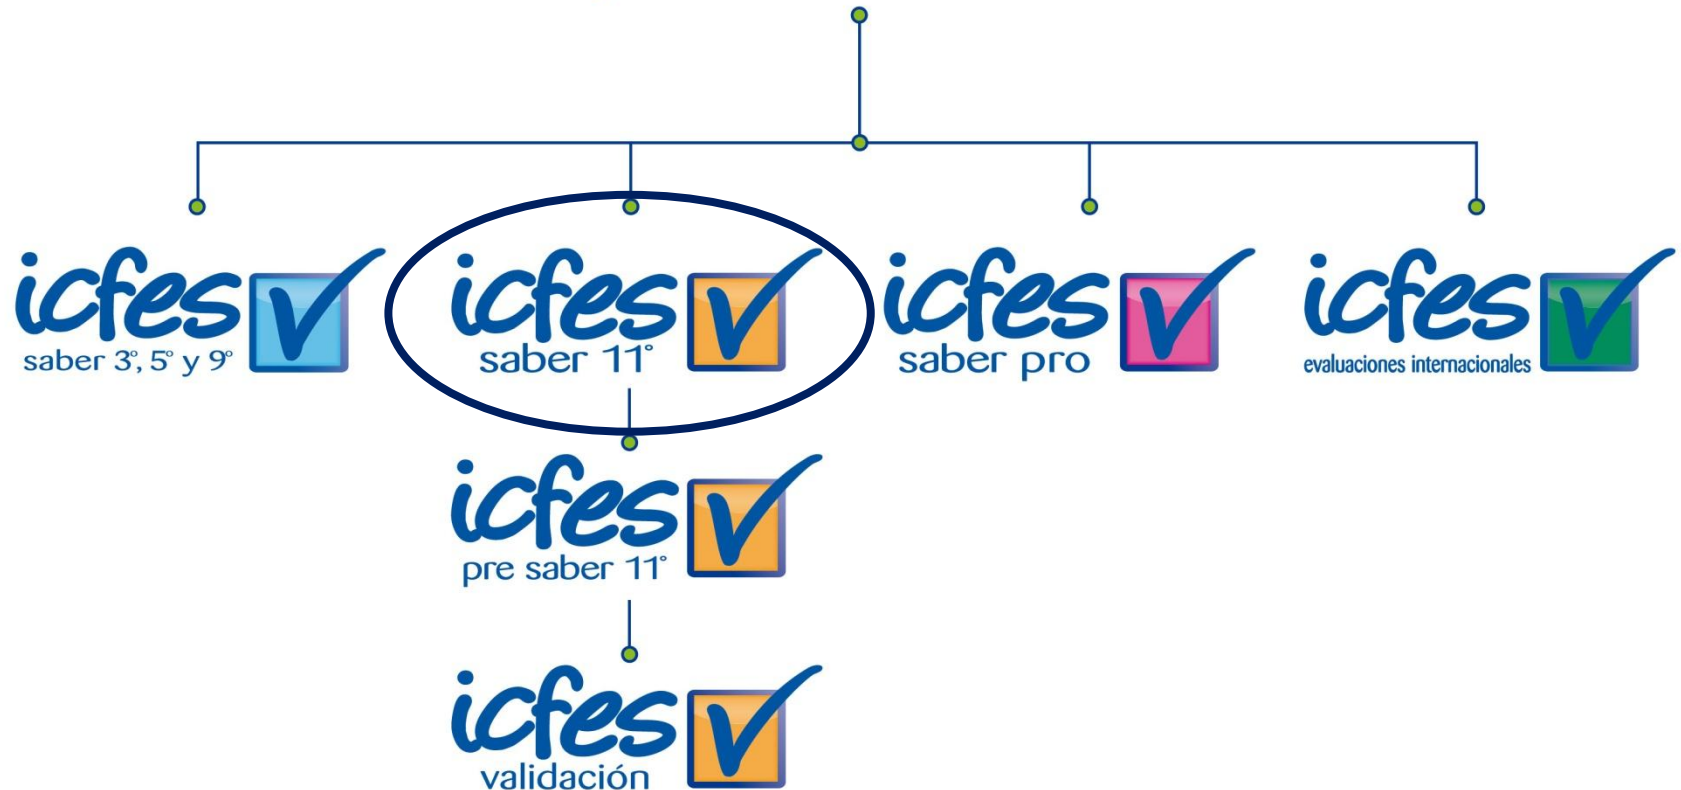 icfes
saber 3°, 5° y 9°
icfes
saber 11°
icfes
saber pro
icfes
evaluaciones internacionales
icfes
pre saber 11°
icfes
validación